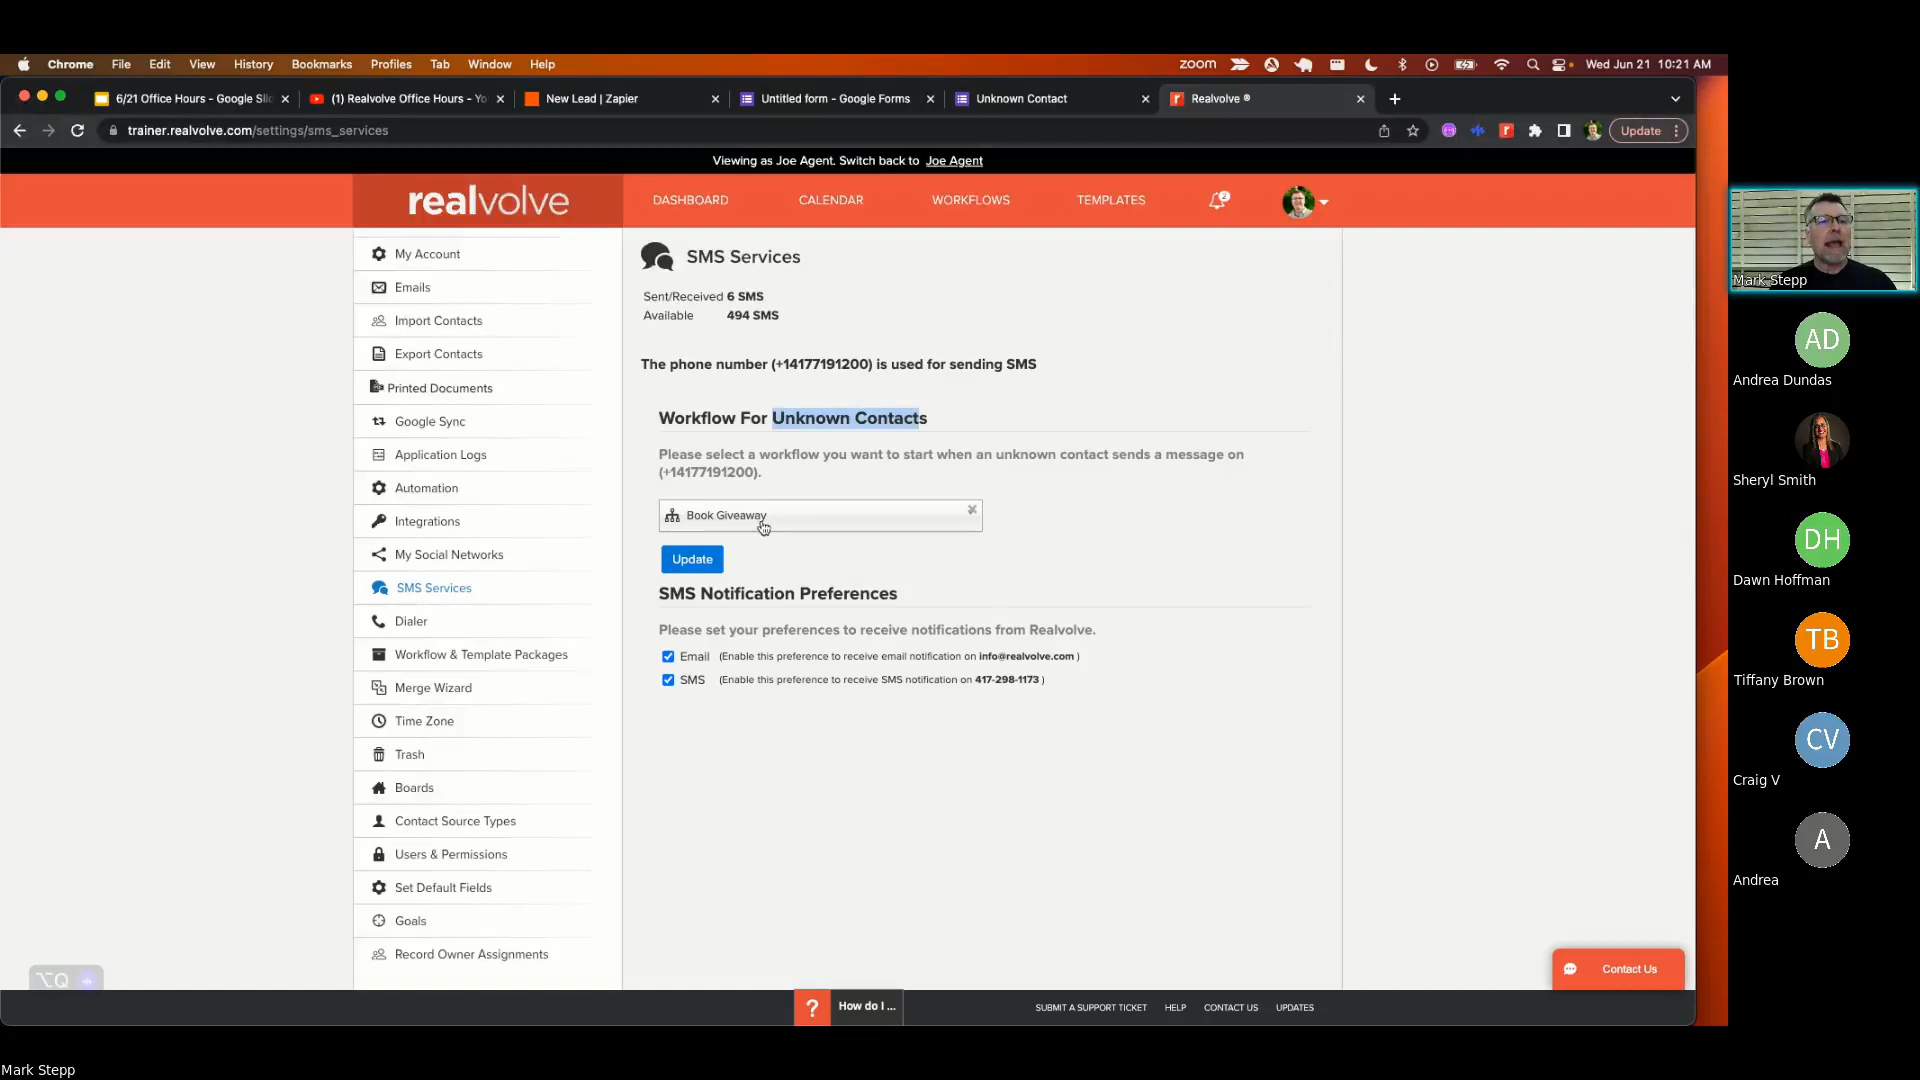 Chrome File Edit View History Bookmarks Profiles Tab Window Help
zoom
Wed Jun 21 10:21 AM
6/21 Office Hours - Google Slic
(1) Realvolve Office Hours - Yo
New Lead | Zapier
Untitled form - Google Forms
Unknown Contact
Realvolve ®
trainer.realvolve.com/settings/sms_services
Update
Viewing as Joe Agent. Switch back to Joe Agent
realvolve
DASHBOARD
CALENDAR
WORKFLOWS
TEMPLATES
2
My Account
Emails
Import Contacts
Export Contacts
Printed Documents
Google Sync
Application Logs
Automation
Integrations
My Social Networks
SMS Services
Dialer
Workflow & Template Packages
Merge Wizard
Time Zone
Trash
Boards
Contact Source Types
Users & Permissions
Set Default Fields
Goals
Record Owner Assignments
SMS Services
Sent/Received 6 SMS
Available 494 SMS
The phone number (+14177191200) is used for sending SMS
Workflow For Unknown Contacts
Please select a workflow you want to start when an unknown contact sends a message on
(+14177191200).
Book Giveaway
Update
SMS Notification Preferences
Please set your preferences to receive notifications from Realvolve.
Email (Enable this preference to receive email notification on info@realvolve.com )
SMS (Enable this preference to receive SMS notification on 417-298-1173 )
⌥Q
Contact Us
? How do I ...
SUBMIT A SUPPORT TICKET
HELP
CONTACT US
UPDATES
Mark Stepp
AD
Andrea Dundas
Sheryl Smith
DH
Dawn Hoffman
TB
Tiffany Brown
CV
Craig V
A
Andrea
Mark Stepp